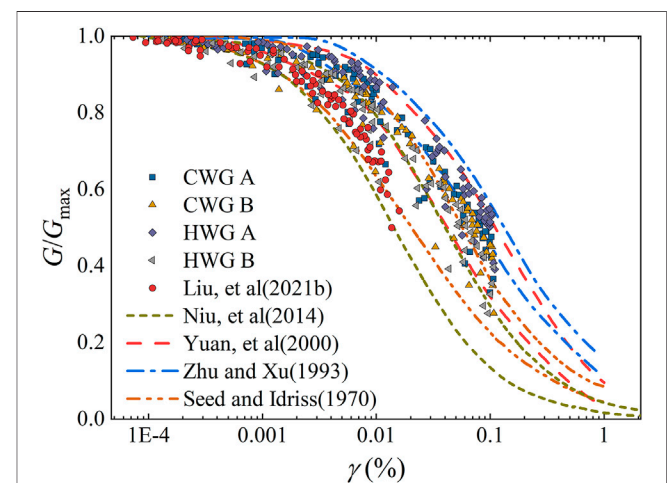 1.0
0.8
0.6
0.4
0.2
0.0
G/Gmax
CWG A
CWG B
HWG A
HWG B
Liu, et al(2021b)
Niu, et al(2014)
Yuan, et al(2000)
Zhu and Xu(1993)
Seed and Idriss(1970)
1E-4 0.001 0.01 0.1 1
γ (%)